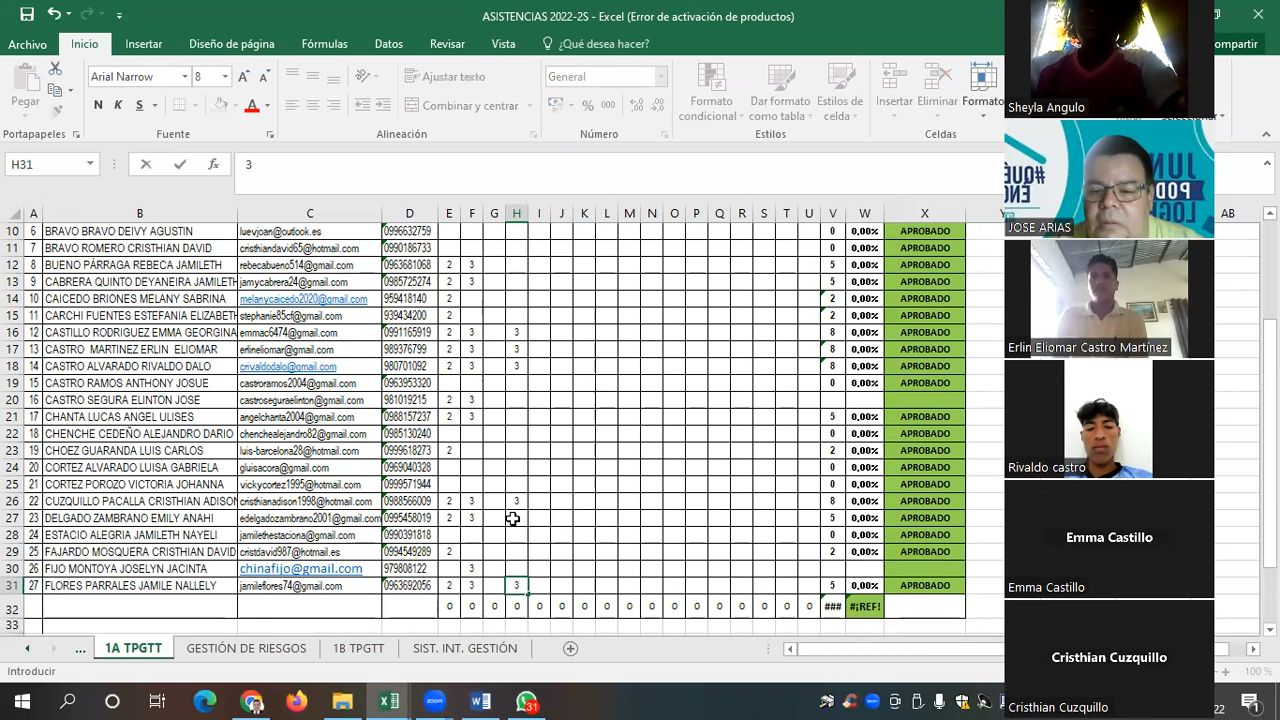 ASISTENCIAS 2022-2S - Excel (Error de activación de productos)
Archivo Inicio Insertar Diseño de página Fórmulas Datos Revisar Vista ¿Qué desea hacer? Compartir
Arial Narrow 8 Ajustar texto General
Pegar N K S Combinar y centrar % 000 Formato condicional Dar formato como tabla Estilos de celda Insertar Eliminar Formato
Portapapeles Fuente Alineación Número Estilos Celdas
H31 fx 3
A B C D E F G H I J K L M N O P Q R S T U V W X AB
10 6 BRAVO BRAVO DEIVY AGUSTIN luevjoan@outlook.es 0996632759 0 0,00% APROBADO
11 7 BRAVO ROMERO CRISTHIAN DAVID cristhiandavid65@hotmail.com 0990186733 0 0,00% APROBADO
12 8 BUENO PÁRRAGA REBECA JAMILETH rebecabueno514@gmail.com 0963681068 2 3 5 0,00% APROBADO
13 9 CABRERA QUINTO DEYANEIRA JAMILETH jamycabrera24@gmail.com 0985725274 2 3 5 0,00% APROBADO
14 10 CAICEDO BRIONES MELANY SABRINA melanycaicedo2020@gmail.com 959418140 2 2 0,00% APROBADO
15 11 CARCHI FUENTES ESTEFANIA ELIZABETH stephanie85cf@gmail.com 939434200 2 2 0,00% APROBADO
16 12 CASTILLO RODRIGUEZ EMMA GEORGINA emmac6474@gmail.com 0991165919 2 3 3 8 0,00% APROBADO
17 13 CASTRO MARTINEZ ERLIN ELIOMAR erlineliomar@gmail.com 989376799 2 3 3 8 0,00% APROBADO
18 14 CASTRO ALVARADO RIVALDO DALO crivaldodalo@gmail.com 980701092 2 3 3 8 0,00% APROBADO
19 15 CASTRO RAMOS ANTHONY JOSUE castroramos2004@gmail.com 0963953320 0 0,00% APROBADO
20 16 CASTRO SEGURA ELINTON JOSE castroseguraelinton@gmail.com 981019215 2 3
21 17 CHANTA LUCAS ANGEL ULISES angelchanta2004@gmail.com 0988157237 2 3 5 0,00% APROBADO
22 18 CHENCHE CEDEÑO ALEJANDRO DARIO chenchealejandro82@gmail.com 0985130240 0 0,00% APROBADO
23 19 CHOEZ GUARANDA LUIS CARLOS luis-barcelona28@hotmail.com 0999618273 2 2 0,00% APROBADO
24 20 CORTEZ ALVARADO LUISA GABRIELA gluisacora@gmail.com 0969040328 0 0,00% APROBADO
25 21 CORTEZ POROZO VICTORIA JOHANNA vickycortez1995@hotmail.com 0999571944 0 0,00% APROBADO
26 22 CUZQUILLO PACALLA CRISTHIAN ADISON cristhianadison1998@hotmail.com 0988566009 2 3 3 8 0,00% APROBADO
27 23 DELGADO ZAMBRANO EMILY ANAHI edelgadozambrano2001@gmail.com 0995458019 2 3 5 0,00% APROBADO
28 24 ESTACIO ALEGRIA JAMILETH NAYELI jamilethestaciona@gmail.com 0990391818 0 0,00% APROBADO
29 25 FAJARDO MOSQUERA CRISTHIAN DAVID cristdavid987@hotmail.es 0994549289 2 2 0,00% APROBADO
30 26 FIJO MONTOYA JOSELYN JACINTA chinafijo@gmail.com 979808122 3
31 27 FLORES PARRALES JAMILE NALLELY jamileflores74@gmail.com 0963692056 2 3 3 5 0,00% APROBADO
32 0 0 0 0 0 0 0 0 0 0 0 0 0 0 0 0 0 ### #¡REF!
33
... 1A TPGTT GESTIÓN DE RIESGOS 1B TPGTT SIST. INT. GESTIÓN
Introducir 100 %
zoom 31 22 1
Sheyla Angulo
#QUÉ
ENG
JUN
POD
LOG
JOSE ARIAS
Erlin Eliomar Castro Martínez
Rivaldo castro
Emma Castillo
Emma Castillo
Cristhian Cuzquillo
Cristhian Cuzquillo